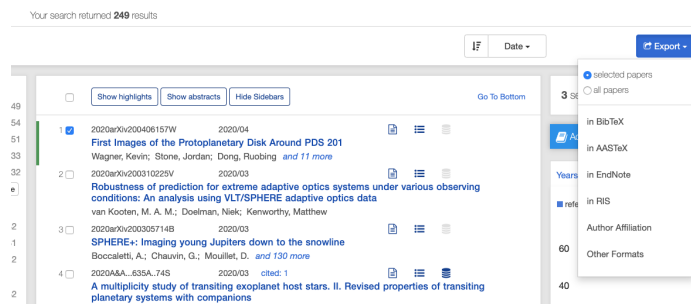 Your search returned 249 results
Date
Export
selected papers
all papers
in BibTeX
in AASTeX
in EndNote
in RIS
Author Affiliation
Other Formats
49
54
51
33
32
2
2
2
Show highlights Show abstracts Hide Sidebars Go To Bottom
1 2020arXiv200406157W 2020/04
First Images of the Protoplanetary Disk Around PDS 201
Wagner, Kevin; Stone, Jordan; Dong, Ruobing and 11 more
2 2020arXiv200310225V 2020/03
Robustness of prediction for extreme adaptive optics systems under various observing
conditions: An analysis using VLT/SPHERE adaptive optics data
van Kooten, M. A. M.; Doelman, Niek; Kenworthy, Matthew
3 2020arXiv200305714B 2020/03
SPHERE+: Imaging young Jupiters down to the snowline
Boccaletti, A.; Chauvin, G.; Mouillet, D. and 130 more
4 2020A&A...635A..74S 2020/03 cited: 1
A multiplicity study of transiting exoplanet host stars. II. Revised properties of transiting
planetary systems with companions
3 se
Years
refe
60
40